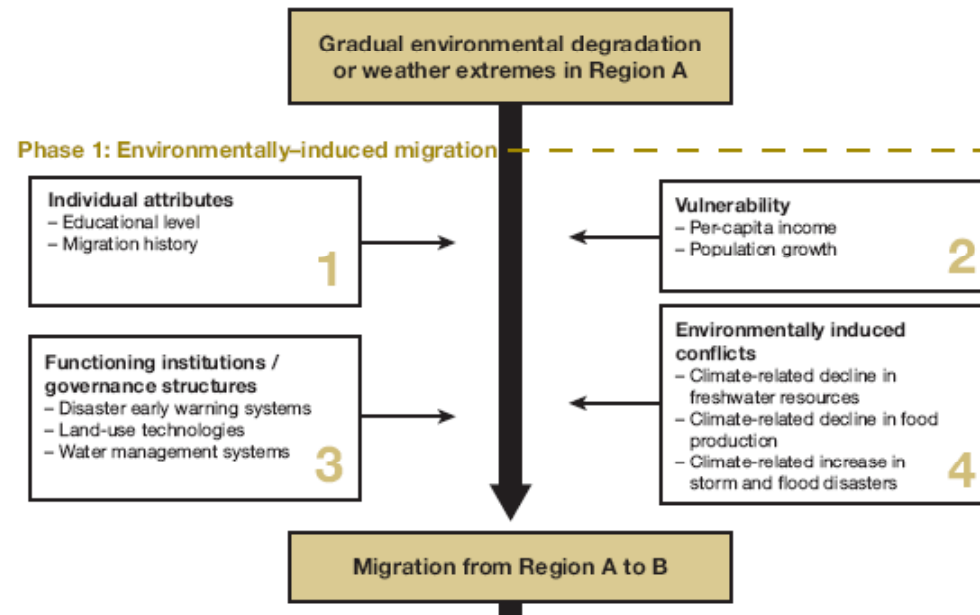 Gradual environmental degradation
or weather extremes in Region A
Phase 1: Environmentally–induced migration
Individual attributes
– Educational level
– Migration history
1
Vulnerability
– Per-capita income
– Population growth
2
Functioning institutions /
governance structures
– Disaster early warning systems
– Land-use technologies
– Water management systems
3
Environmentally induced
conflicts
– Climate-related decline in
freshwater resources
– Climate-related decline in food
production
– Climate-related increase in
storm and flood disasters
4
Migration from Region A to B